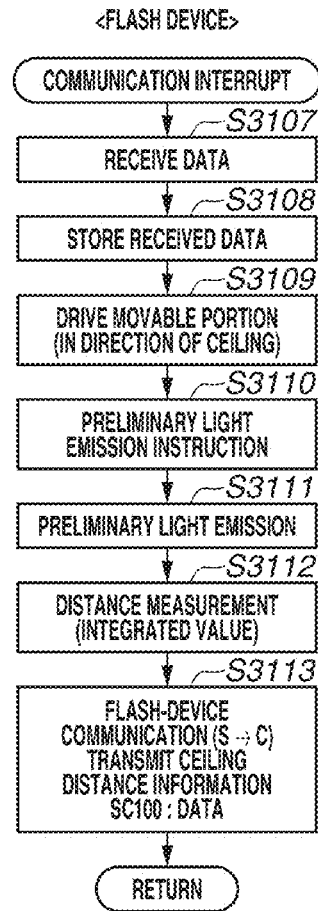 <FLASH DEVICE>
COMMUNICATION INTERRUPT
S3107
RECEIVE DATA
S3108
STORE RECEIVED DATA
S3109
DRIVE MOVABLE PORTION
(IN DIRECTION OF CEILING)
S3110
PRELIMINARY LIGHT
EMISSION INSTRUCTION
S3111
PRELIMINARY LIGHT EMISSION
S3112
DISTANCE MEASUREMENT
(INTEGRATED VALUE)
S3113
FLASH-DEVICE
COMMUNICATION (S → C)
TRANSMIT CEILING
DISTANCE INFORMATION
SC100 : DATA
RETURN